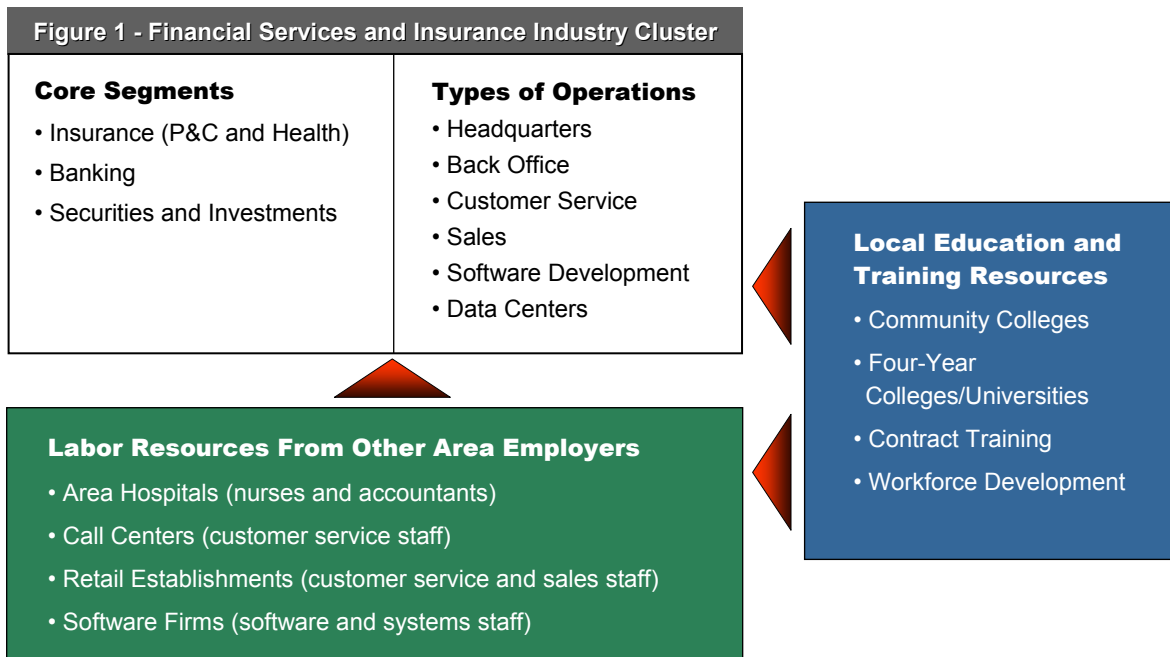 Figure 1 - Financial Services and Insurance Industry Cluster
Core Segments
• Insurance (P&C and Health)
• Banking
• Securities and Investments
Types of Operations
• Headquarters
• Back Office
• Customer Service
• Sales
• Software Development
• Data Centers
Local Education and
Training Resources
• Community Colleges
• Four-Year
Colleges/Universities
• Contract Training
• Workforce Development
Labor Resources From Other Area Employers
• Area Hospitals (nurses and accountants)
• Call Centers (customer service staff)
• Retail Establishments (customer service and sales staff)
• Software Firms (software and systems staff)